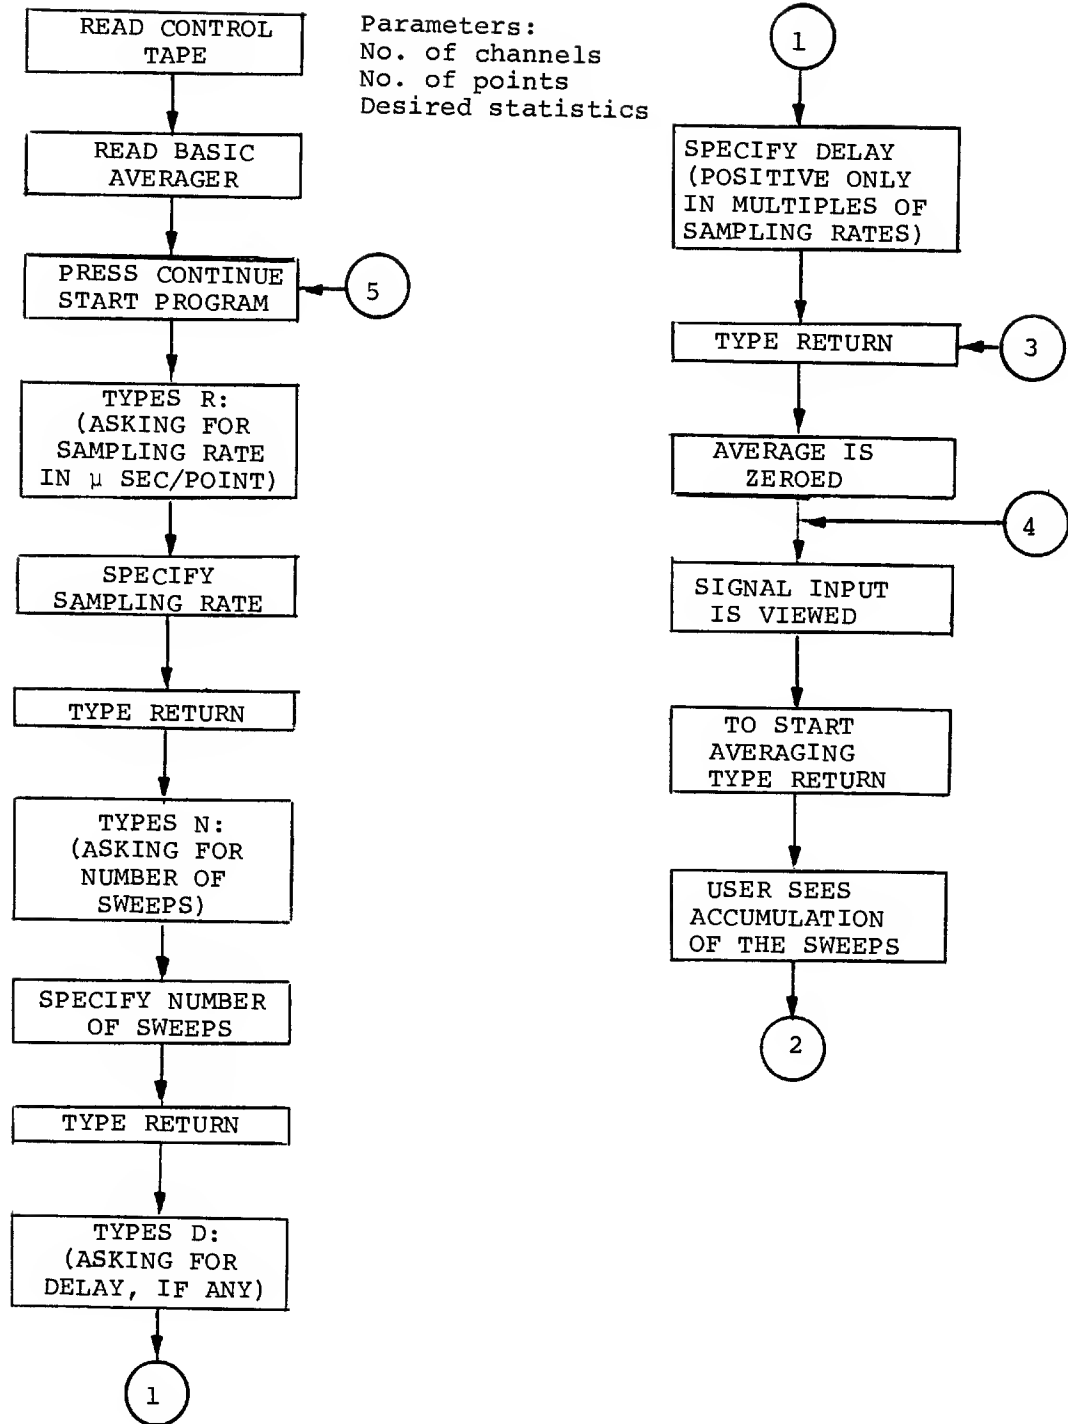 READ CONTROL
TAPE
Parameters:
No. of channels
No. of points
Desired statistics
READ BASIC
AVERAGER
PRESS CONTINUE
START PROGRAM
5
TYPES R:
(ASKING FOR
SAMPLING RATE
IN μ SEC/POINT)
SPECIFY
SAMPLING RATE
TYPE RETURN
TYPES N:
(ASKING FOR
NUMBER OF
SWEEPS)
SPECIFY NUMBER
OF SWEEPS
TYPE RETURN
TYPES D:
(ASKING FOR
DELAY, IF ANY)
1
1
SPECIFY DELAY
(POSITIVE ONLY
IN MULTIPLES OF
SAMPLING RATES)
TYPE RETURN
3
AVERAGE IS
ZEROED
4
SIGNAL INPUT
IS VIEWED
TO START
AVERAGING
TYPE RETURN
USER SEES
ACCUMULATION
OF THE SWEEPS
2